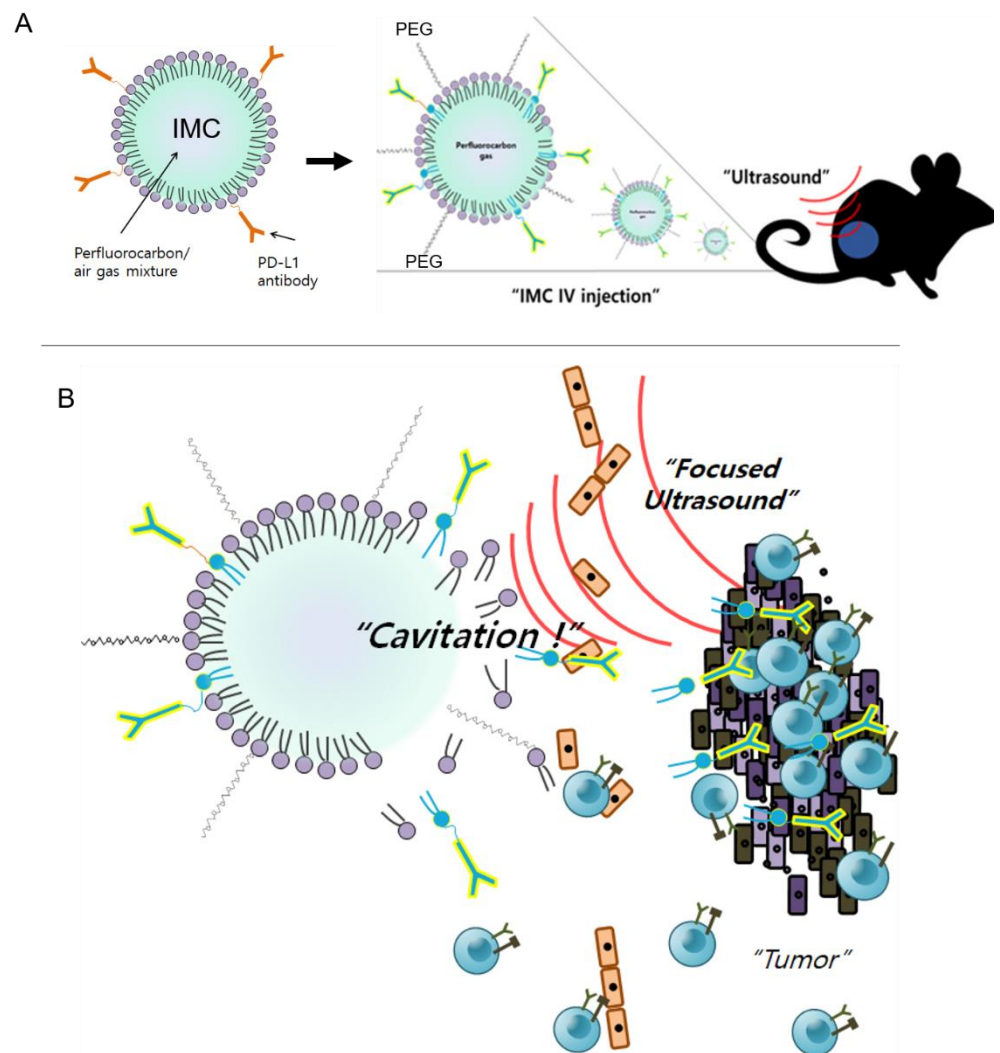 A
IMC
Perfluorocarbon/
air gas mixture
PD-L1
antibody
PEG
Perfluorocarbon
gas
PEG
"Ultrasound"
"IMC IV injection"
B
"Focused
Ultrasound"
"Cavitation !"
"Tumor"